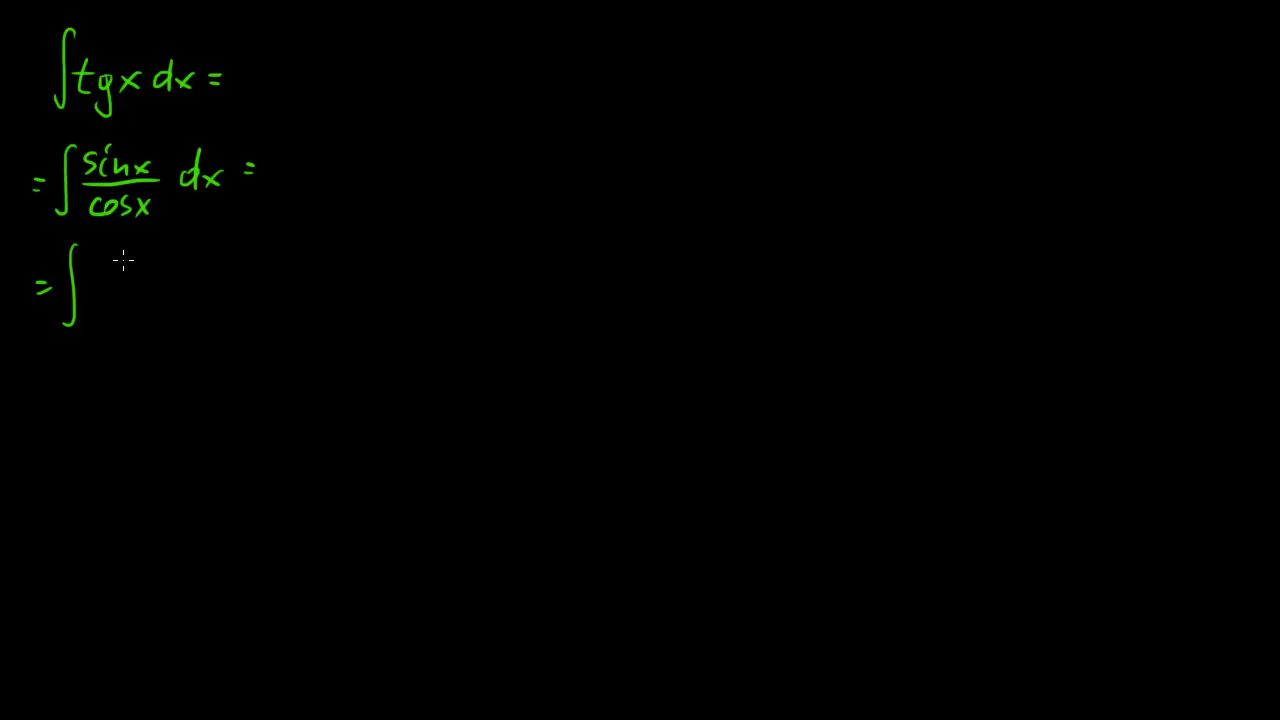 ∫tgx dx =
= ∫ sinx/cosx dx =
= ∫